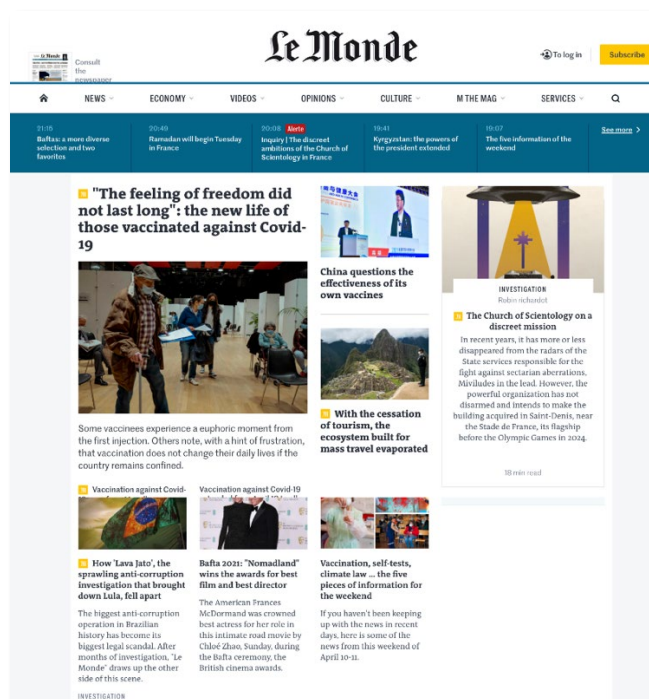 Le Monde
Consult
the
newspaper
To log in
Subscribe
NEWS
ECONOMY
VIDEOS
OPINIONS
CULTURE
M THE MAG
SERVICES
21:15
Baftas: a more diverse
selection and two
favorites
20:49
Ramadan will begin Tuesday
in France
20:08 Alerte
Inquiry | The discreet
ambitions of the Church of
Scientology in France
19:41
Kyrgyzstan: the powers of
the president extended
19:07
The five information of the
weekend
See more
"The feeling of freedom did
not last long": the new life of
those vaccinated against Covid-
19
Some vaccinees experience a euphoric moment from
the first injection. Others note, with a hint of frustration,
that vaccination does not change their daily lives if the
country remains confined.
Vaccination against Covid-
Vaccination against Covid-19
China questions the
effectiveness of its
own vaccines
With the cessation
of tourism, the
ecosystem built for
mass travel evaporated
INVESTIGATION
Robin richardot
The Church of Scientology on a
discreet mission
In recent years, it has more or less
disappeared from the radars of the
State services responsible for the
fight against sectarian aberrations,
Miviludes in the lead. However, the
powerful organization has not
disarmed and intends to make the
building acquired in Saint-Denis, near
the Stade de France, its flagship
before the Olympic Games in 2024.
18 min read
How 'Lava Jato', the
sprawling anti-corruption
investigation that brought
down Lula, fell apart
The biggest anti-corruption
operation in Brazilian
history has become its
biggest legal scandal. After
months of investigation, "Le
Monde" draws up the other
side of this scene.
INVESTIGATION
Bafta 2021: "Nomadland"
wins the awards for best
film and best director
The American Frances
McDormand was crowned
best actress for her role in
this intimate road movie by
Chloé Zhao, Sunday, during
the Bafta ceremony, the
British cinema awards.
Vaccination, self-tests,
climate law ... the five
pieces of information for
the weekend
If you haven't been keeping
up with the news in recent
days, here is some of the
news from this weekend of
April 10-11.